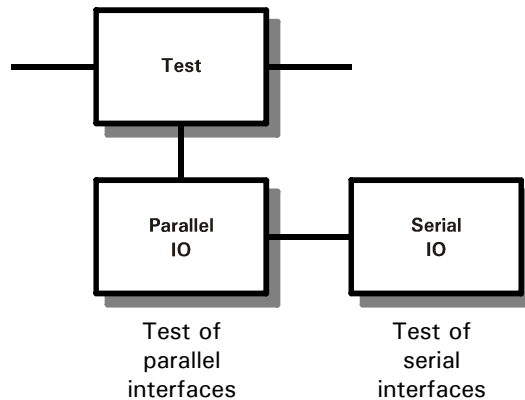 Test
Parallel
IO
Serial
IO
Test of
parallel
interfaces
Test of
serial
interfaces